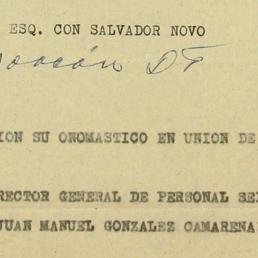 ESQ. CON SALVADOR NOVO
DF
ION SU ONOMASTICO EN UNION DE
RECTOR GENERAL DE PERSONAL SE
JUAN MANUEL GONZALEZ CAMARENA